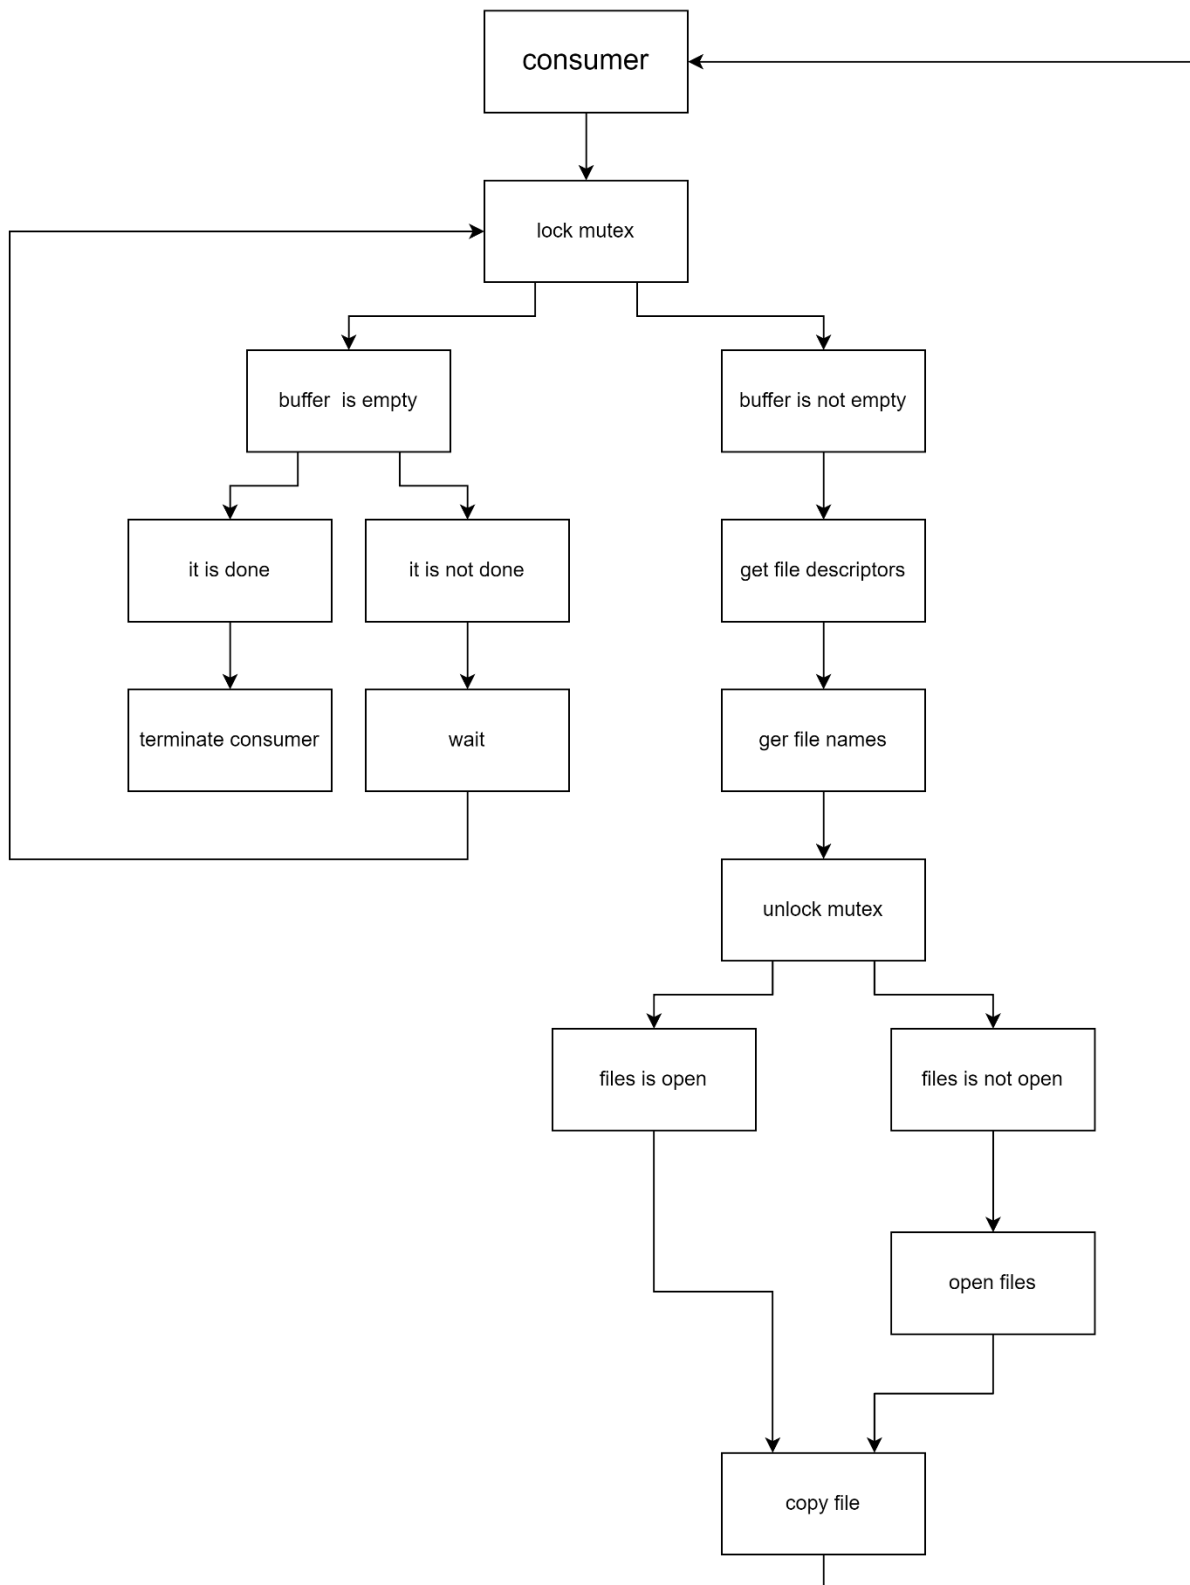 consumer
lock mutex
buffer  is empty
buffer is not empty
it is done
it is not done
get file descriptors
terminate consumer
wait
ger file names
unlock mutex
files is open
files is not open
open files
copy file